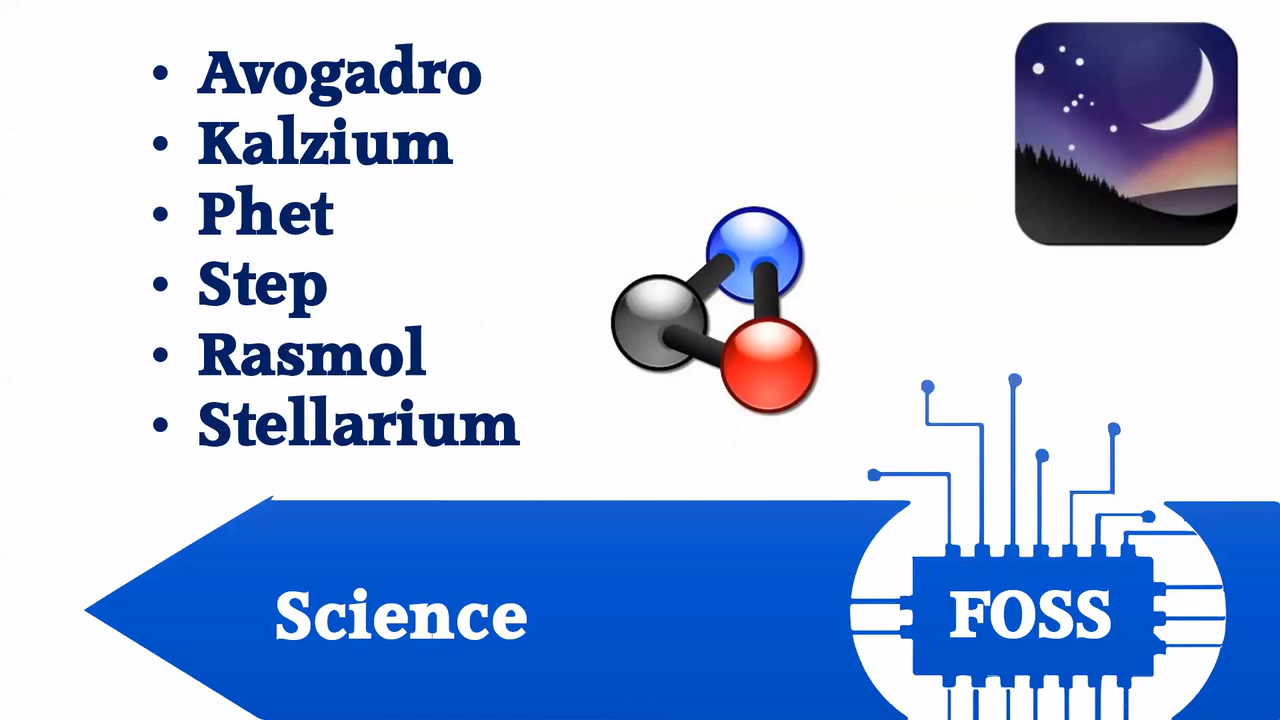 • Avogadro
• Kalzium
• Phet
• Step
• Rasmol
• Stellarium
Science
FOSS